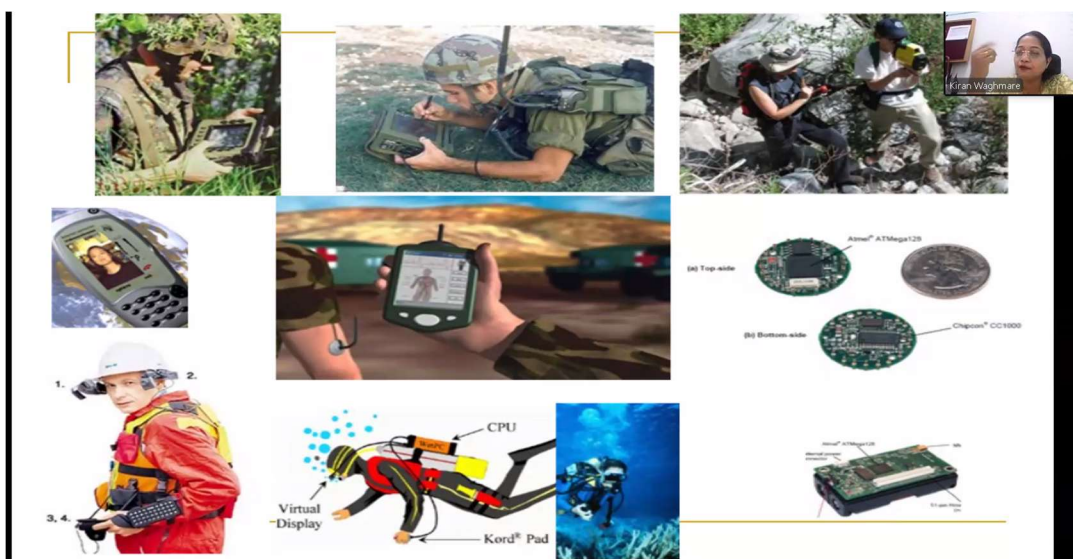 Kiran Waghmare
Atmel® ATMega128
(a) Top-side
(b) Bottom-side
Chipcon® CC1000
1.
2.
3, 4.
WetPC
CPU
Virtual
Display
Kord® Pad
Atmel® ATMega128